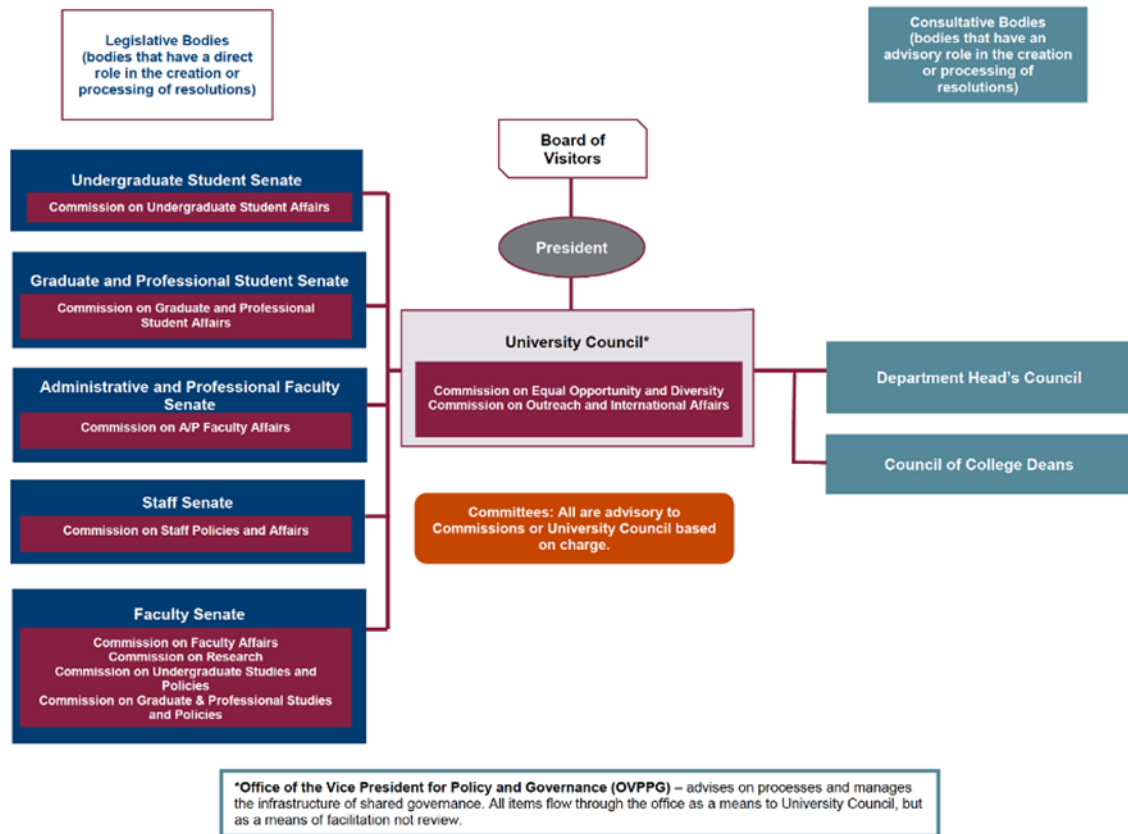 Legislative Bodies
(bodies that have a direct
role in the creation or
processing of resolutions)
Consultative Bodies
(bodies that have an
advisory role in the creation
or processing of
resolutions)
Board of
Visitors
President
University Council*
Commission on Equal Opportunity and Diversity
Commission on Outreach and International Affairs
Undergraduate Student Senate
Commission on Undergraduate Student Affairs
Graduate and Professional Student Senate
Commission on Graduate and Professional
Student Affairs
Administrative and Professional Faculty
Senate
Commission on A/P Faculty Affairs
Staff Senate
Commission on Staff Policies and Affairs
Faculty Senate
Commission on Faculty Affairs
Commission on Research
Commission on Undergraduate Studies and
Policies
Commission on Graduate & Professional Studies
and Policies
Department Head's Council
Council of College Deans
Committees: All are advisory to
Commissions or University Council based
on charge.
*Office of the Vice President for Policy and Governance (OVPPG) – advises on processes and manages
the infrastructure of shared governance. All items flow through the office as a means to University Council, but
as a means of facilitation not review.